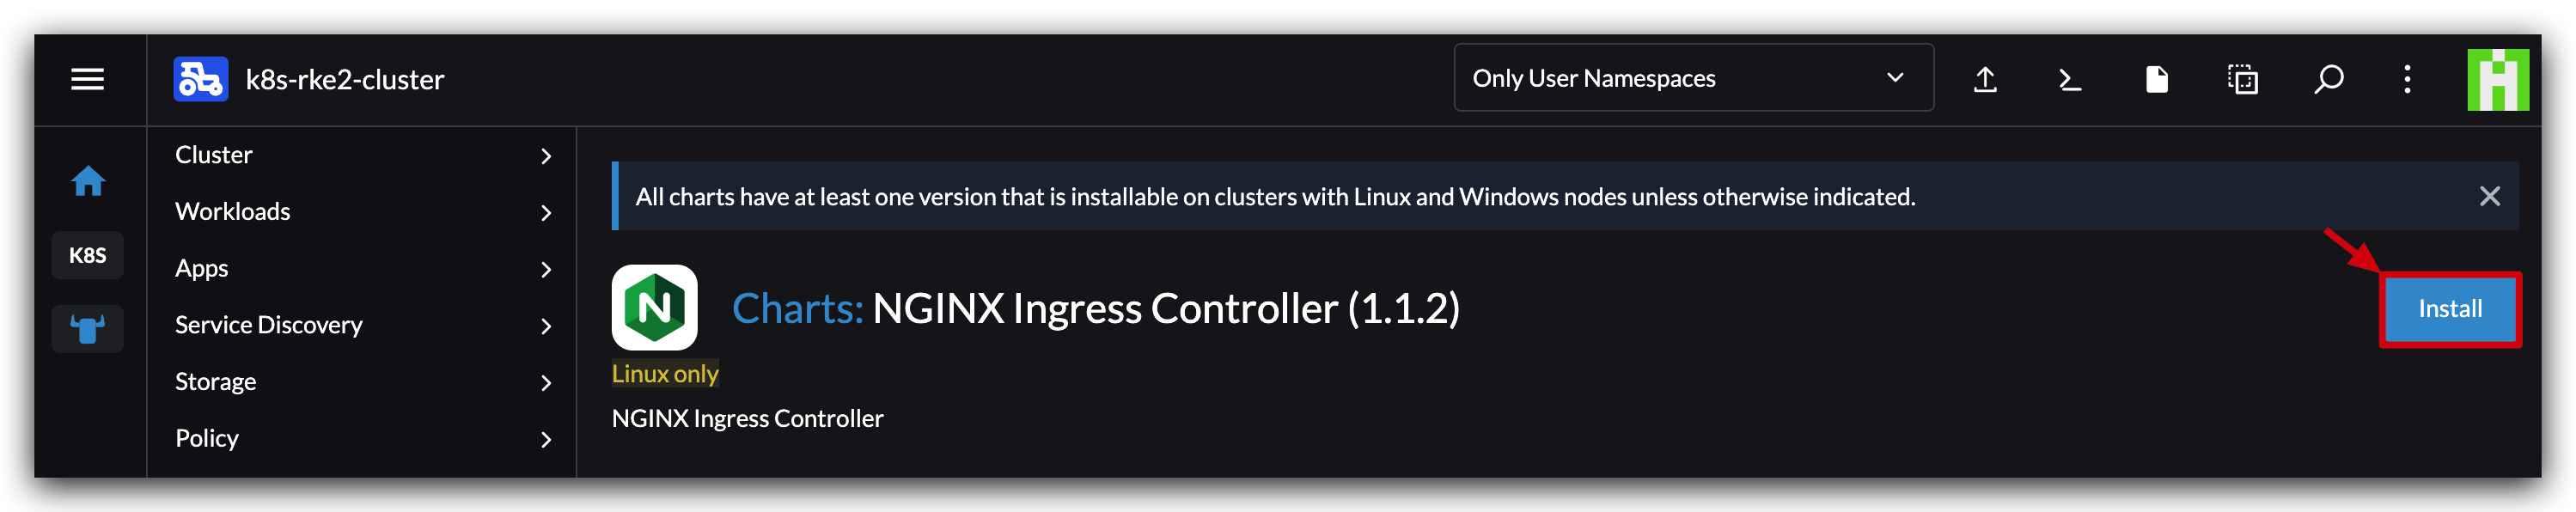 k8s-rke2-cluster
Only User Namespaces
K8S
Cluster
Workloads
Apps
Service Discovery
Storage
Policy
All charts have at least one version that is installable on clusters with Linux and Windows nodes unless otherwise indicated.
N
Charts: NGINX Ingress Controller (1.1.2)
Install
Linux only
NGINX Ingress Controller